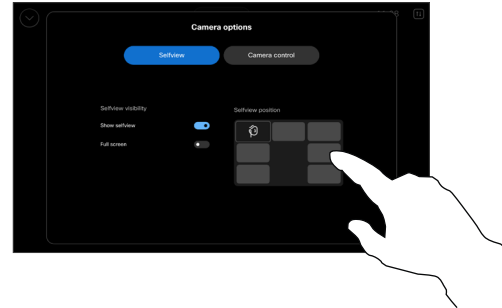 Camera options
Selfview
Camera control
Selfview visibility
Selfview position
Show selfview
Full screen